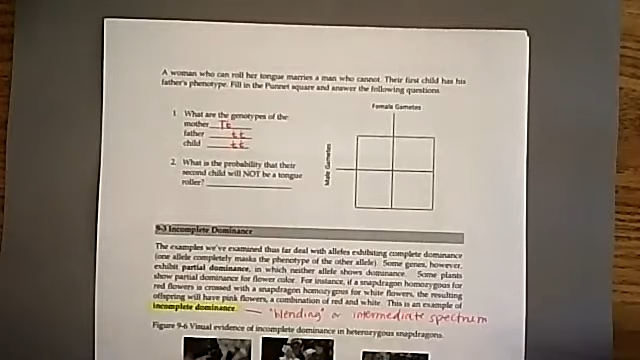 A woman who can roll her tongue marries a man who cannot. Their first child has his
father's phenotype. Fill in the Punnet square and answer the following questions.
Female Gametes
Male Gametes
1. What are the genotypes of the:
mother Tt
father tt
child tt
2. What is the probability that their
second child will NOT be a tongue
roller?
9-3 Incomplete Dominance
The examples we've examined thus far deal with alleles exhibiting complete dominance
(one allele completely masks the phenotype of the other allele). Some genes, however,
exhibit partial dominance, in which neither allele shows dominance. Some plants
show partial dominance for flower color. For instance, if a snapdragon homozygous for
red flowers is crossed with a snapdragon homozygous for white flowers, the resulting
offspring will have pink flowers, a combination of red and white. This is an example of
incomplete dominance. — "blending" or intermediate spectrum
Figure 9-6 Visual evidence of incomplete dominance in heterozygous snapdragons.